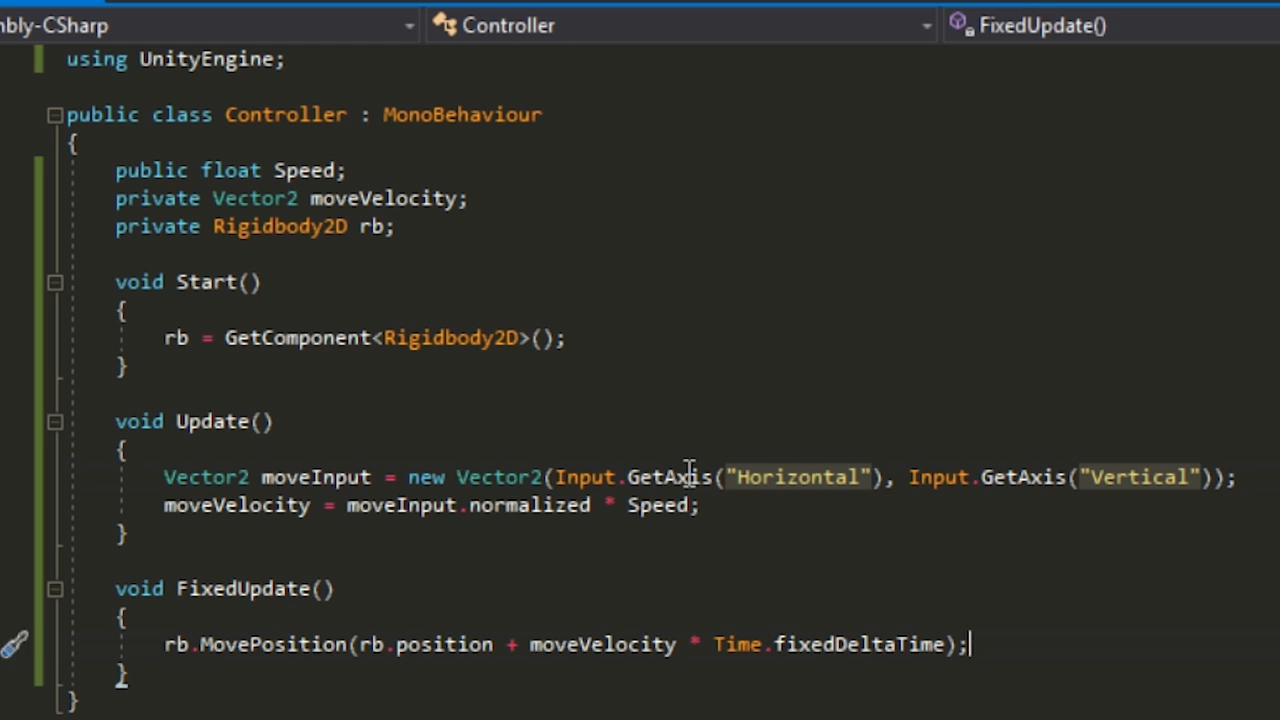 mbly-CSharp Controller FixedUpdate()
using UnityEngine;
public class Controller : MonoBehaviour
{
public float Speed;
private Vector2 moveVelocity;
private Rigidbody2D rb;
void Start()
{
rb = GetComponent<Rigidbody2D>();
}
void Update()
{
Vector2 moveInput = new Vector2(Input.GetAxis("Horizontal"), Input.GetAxis("Vertical"));
moveVelocity = moveInput.normalized * Speed;
}
void FixedUpdate()
{
rb.MovePosition(rb.position + moveVelocity * Time.fixedDeltaTime);
}
}